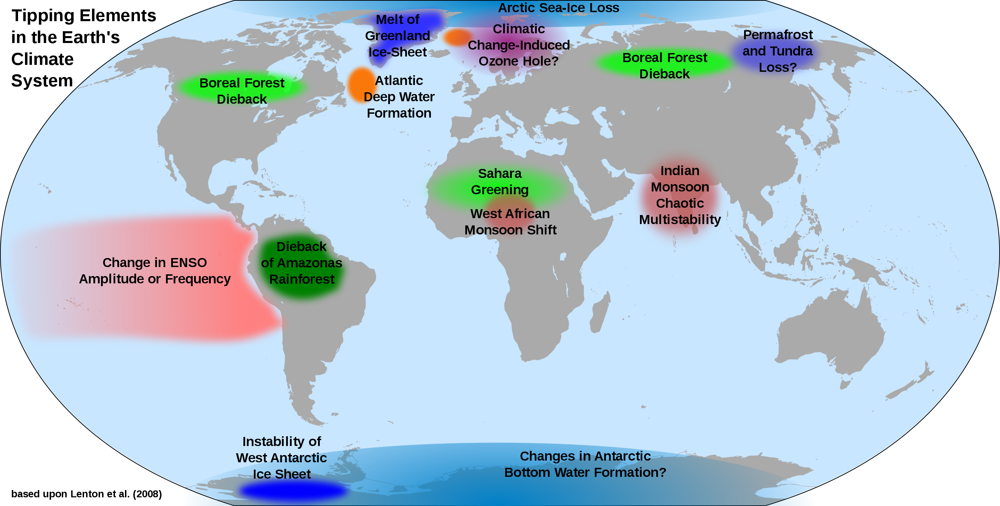 Tipping Elements
in the Earth's
Climate
System
Arctic Sea-Ice Loss
Melt of
Greenland
Ice-Sheet
Climatic
Change-Induced
Ozone Hole?
Permafrost
and Tundra
Loss?
Boreal Forest
Dieback
Boreal Forest
Dieback
Atlantic
Deep Water
Formation
Sahara
Greening
West African
Monsoon Shift
Indian
Monsoon
Chaotic
Multistability
Change in ENSO
Amplitude or Frequency
Dieback
of Amazonas
Rainforest
Instability of
West Antarctic
Ice Sheet
Changes in Antarctic
Bottom Water Formation?
based upon Lenton et al. (2008)